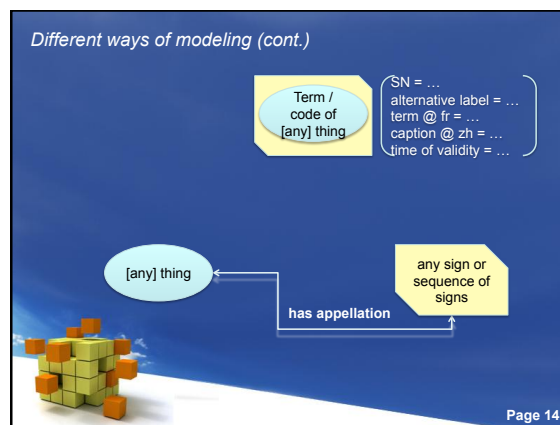 Different ways of modeling (cont.)
Term /
code of
[any] thing
SN = …
alternative label = …
term @ fr = …
caption @ zh = …
time of validity = …
[any] thing
any sign or
sequence of
signs
has appellation
Page 14